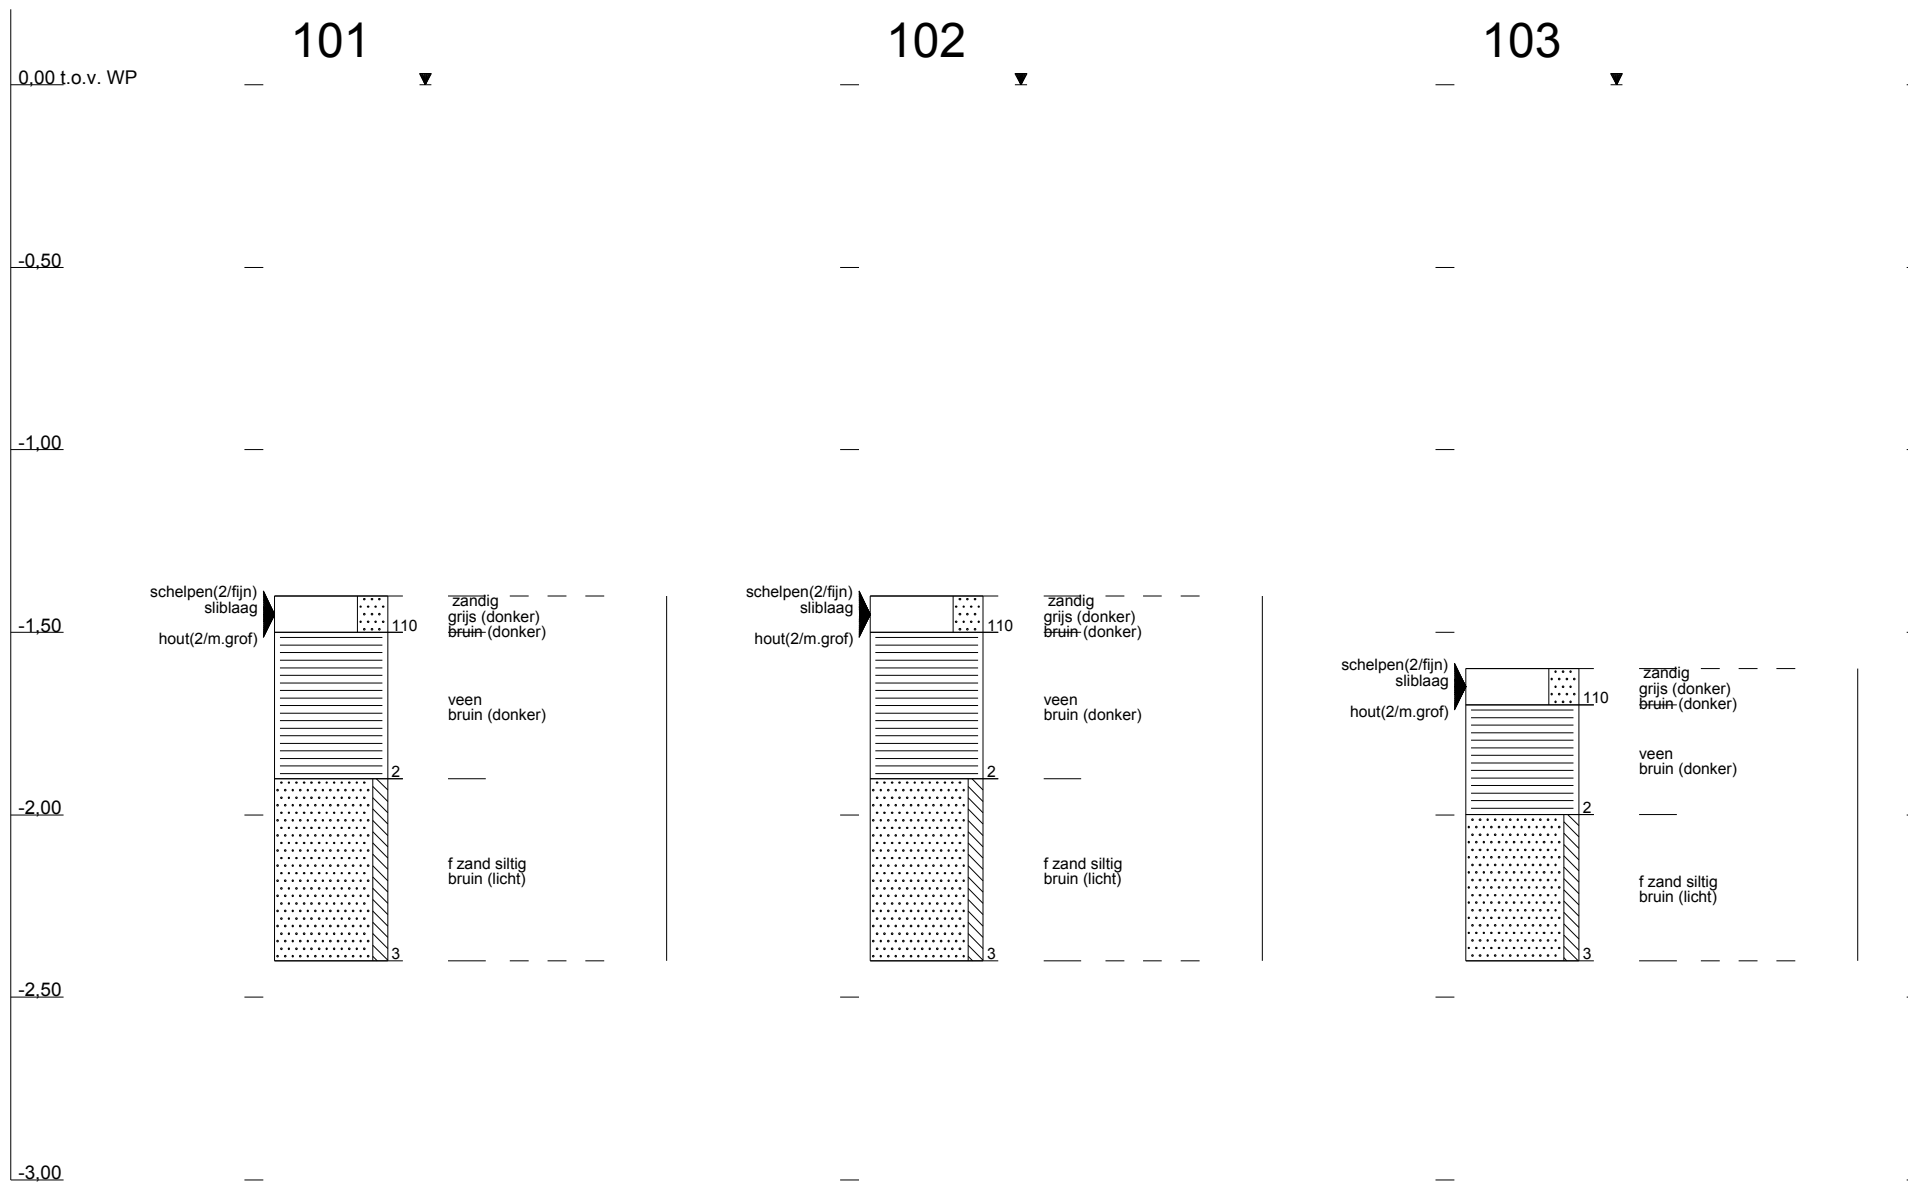 101
102
103
0,00 t.o.v. WP
-0,50
-1,00
-1,50
-2,00
-2,50
-3,00
schelpen(2/fijn)
sliblaag
hout(2/m.grof)
110
2
3
zandig
grijs (donker)
bruin (donker)
veen
bruin (donker)
f zand siltig
bruin (licht)
schelpen(2/fijn)
sliblaag
hout(2/m.grof)
110
2
3
zandig
grijs (donker)
bruin (donker)
veen
bruin (donker)
f zand siltig
bruin (licht)
schelpen(2/fijn)
sliblaag
hout(2/m.grof)
110
2
3
zandig
grijs (donker)
bruin (donker)
veen
bruin (donker)
f zand siltig
bruin (licht)